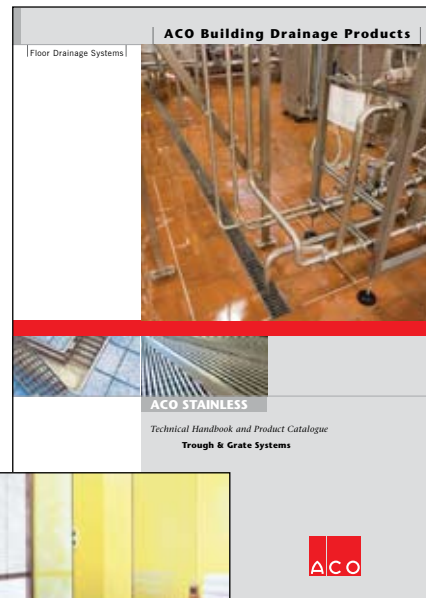 ACO Building Drainage Products
Floor Drainage Systems
ACO STAINLESS
Technical Handbook and Product Catalogue
Trough & Grate Systems
ACO